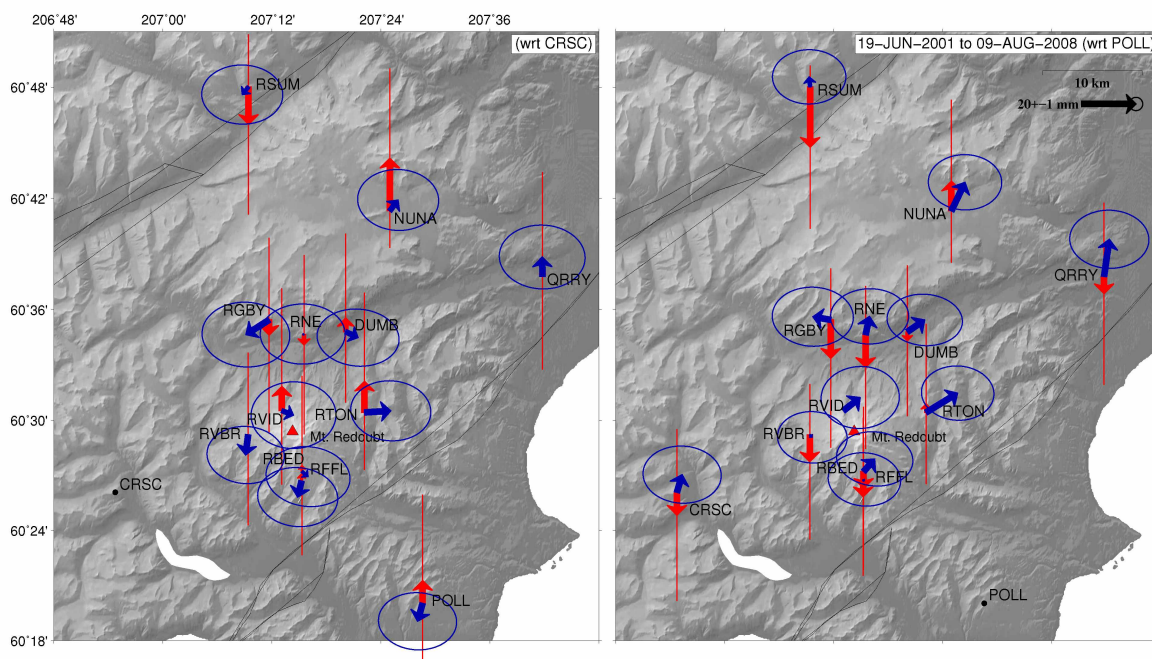 206˚48' 207˚00' 207˚12' 207˚24' 207˚36'
(wrt CRSC)
19−JUN−2001 to 09−AUG−2008 (wrt POLL)
60˚48'
60˚42'
60˚36'
60˚30'
60˚24'
60˚18'
RSUM
NUNA
QRRY
RGBY
RNE
DUMB
RVID
RTON
Mt. Redoubt
RVBR
RBED
RFFL
CRSC
POLL
10 km
20+−1 mm
RSUM
NUNA
QRRY
RNE
RGBY
DUMB
RVID
RTON
RVBR
Mt. Redoubt
RBED
RFFL
CRSC
POLL